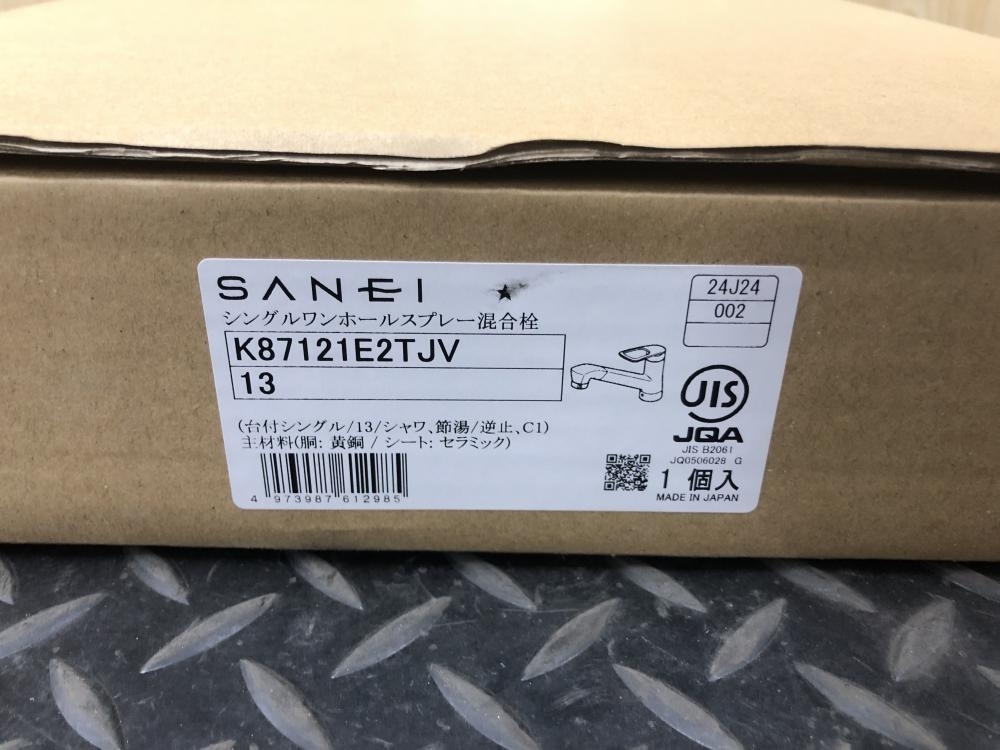 SANEI
シングルワンホールスプレー混合栓
24J24
002
K87121E2TJV
13
(台付シングル/13/シャワ、節湯/逆止、C1)
主材料(胴: 黄銅 / シート: セラミック)
JIS
JQA
JIS B2061
JQ0506028 G
1 個入
MADE IN JAPAN
4 973987 612985